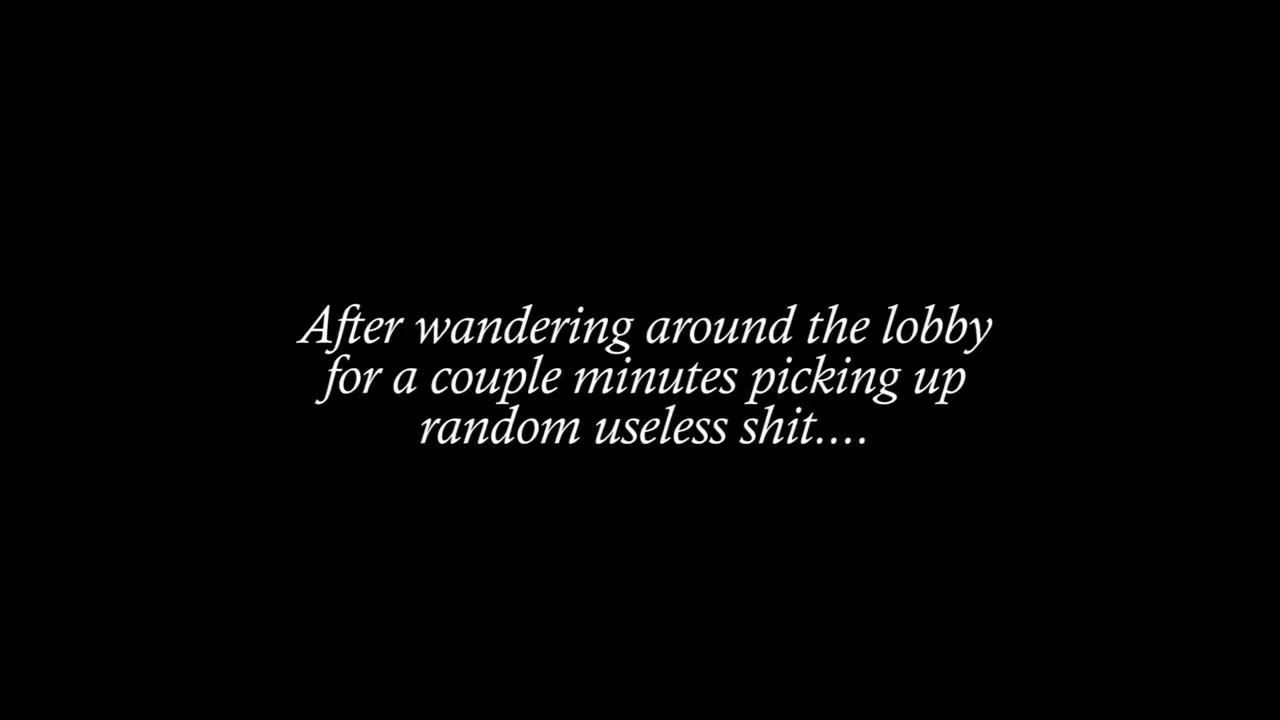 After wandering around the lobby
for a couple minutes picking up
random useless shit....